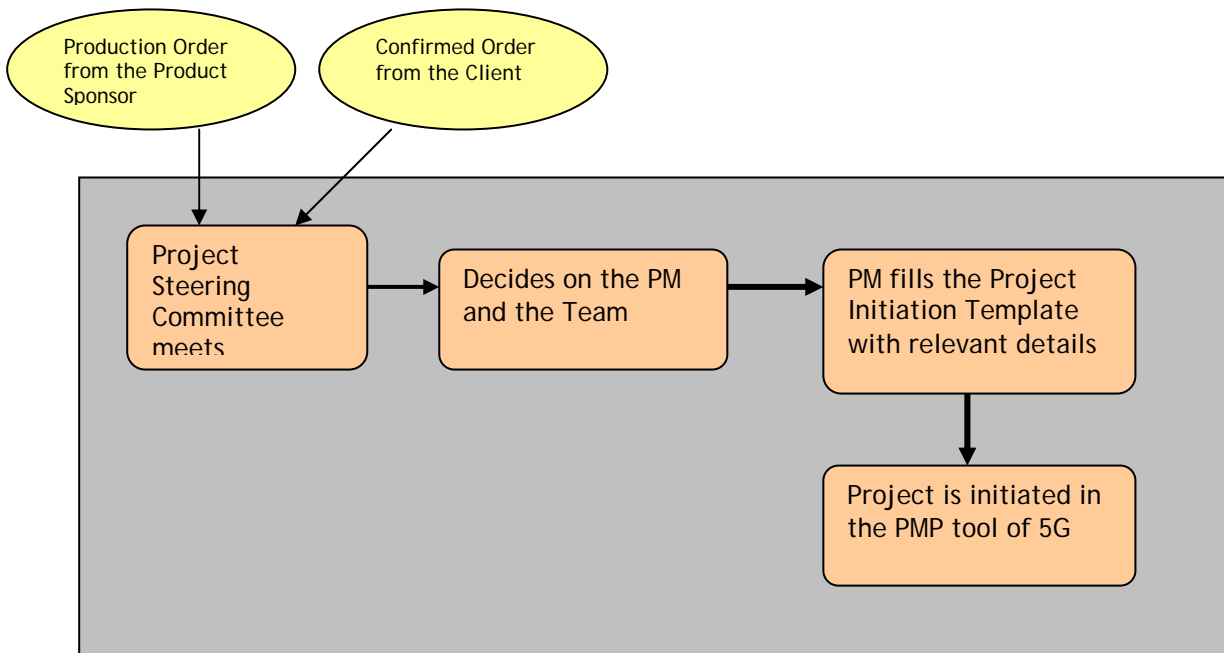 Production Order
from the Product
Sponsor
Confirmed Order
from the Client
Project
Steering
Committee
meets
Decides on the PM
and the Team
PM fills the Project
Initiation Template
with relevant details
Project is initiated in
the PMP tool of 5G